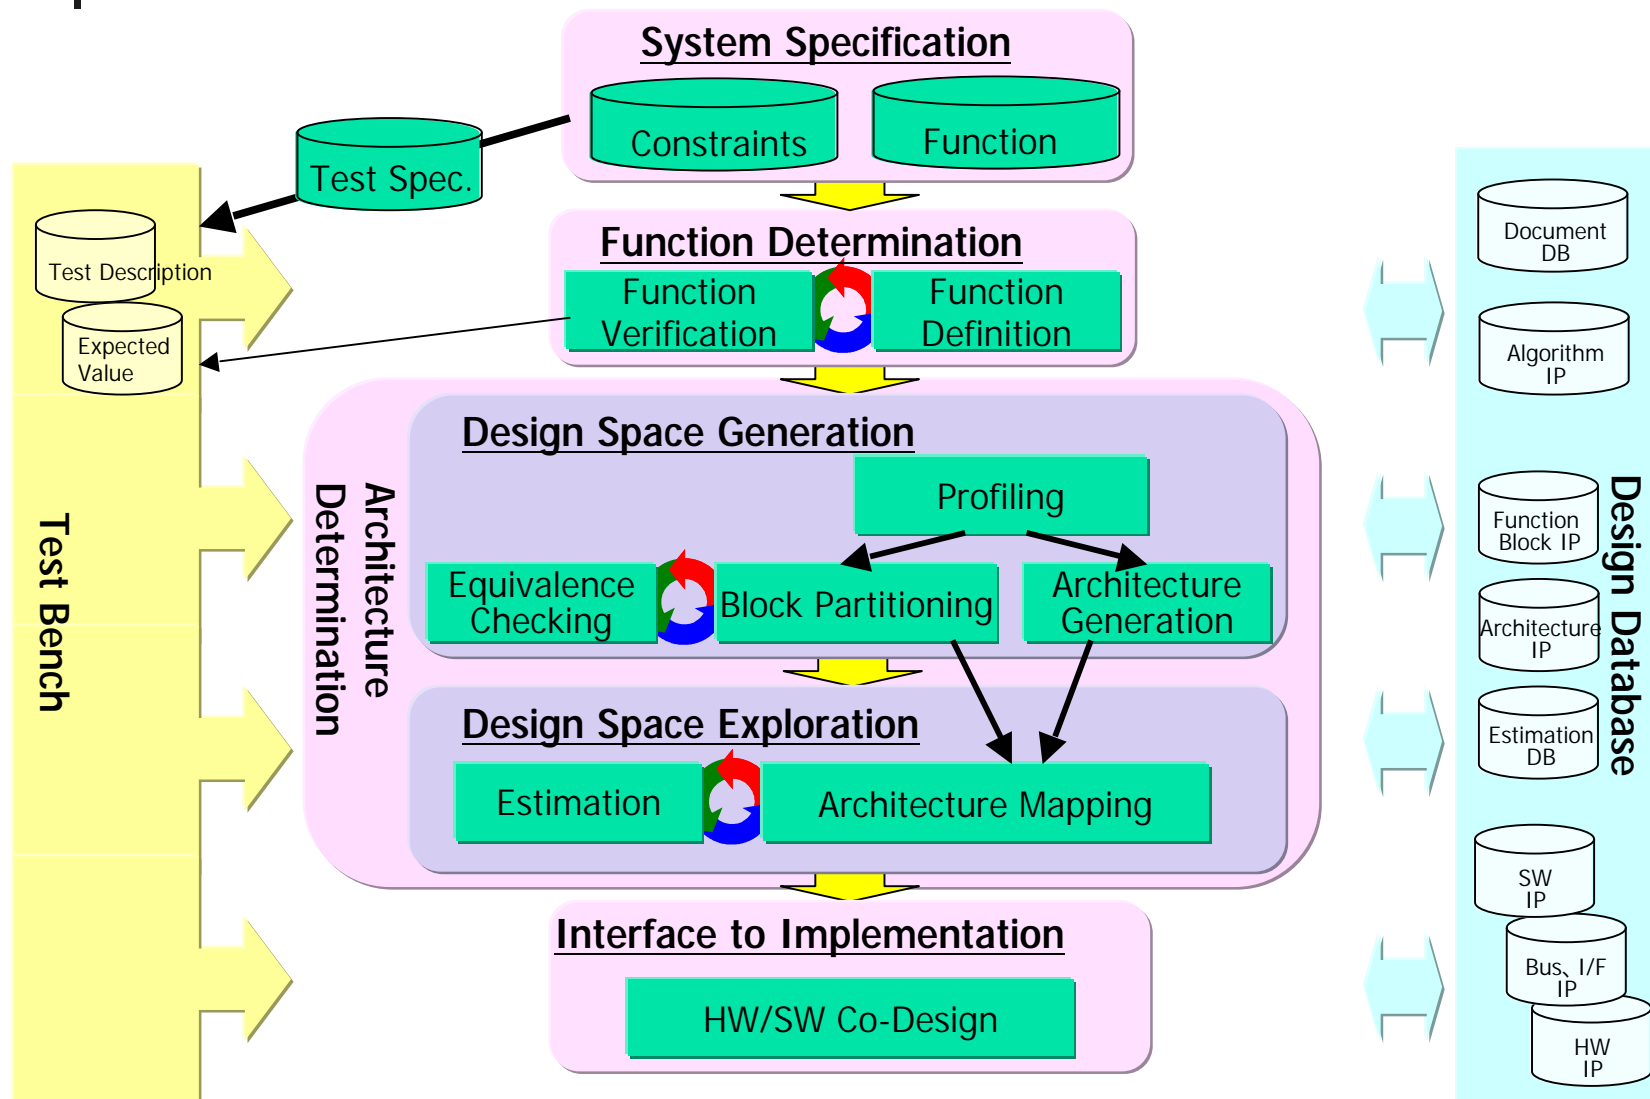 System Specification
Constraints
Function
Test Spec.
Function Determination
Function
Verification
Function
Definition
Test Description
Expected
Value
Test Bench
Architecture
Determination
Design Space Generation
Profiling
Equivalence
Checking
Block Partitioning
Architecture
Generation
Design Space Exploration
Estimation
Architecture Mapping
Interface to Implementation
HW/SW Co-Design
Document
DB
Algorithm
IP
Function
Block IP
Architecture
IP
Estimation
DB
SW
IP
Bus、I/F
IP
HW
IP
Design Database